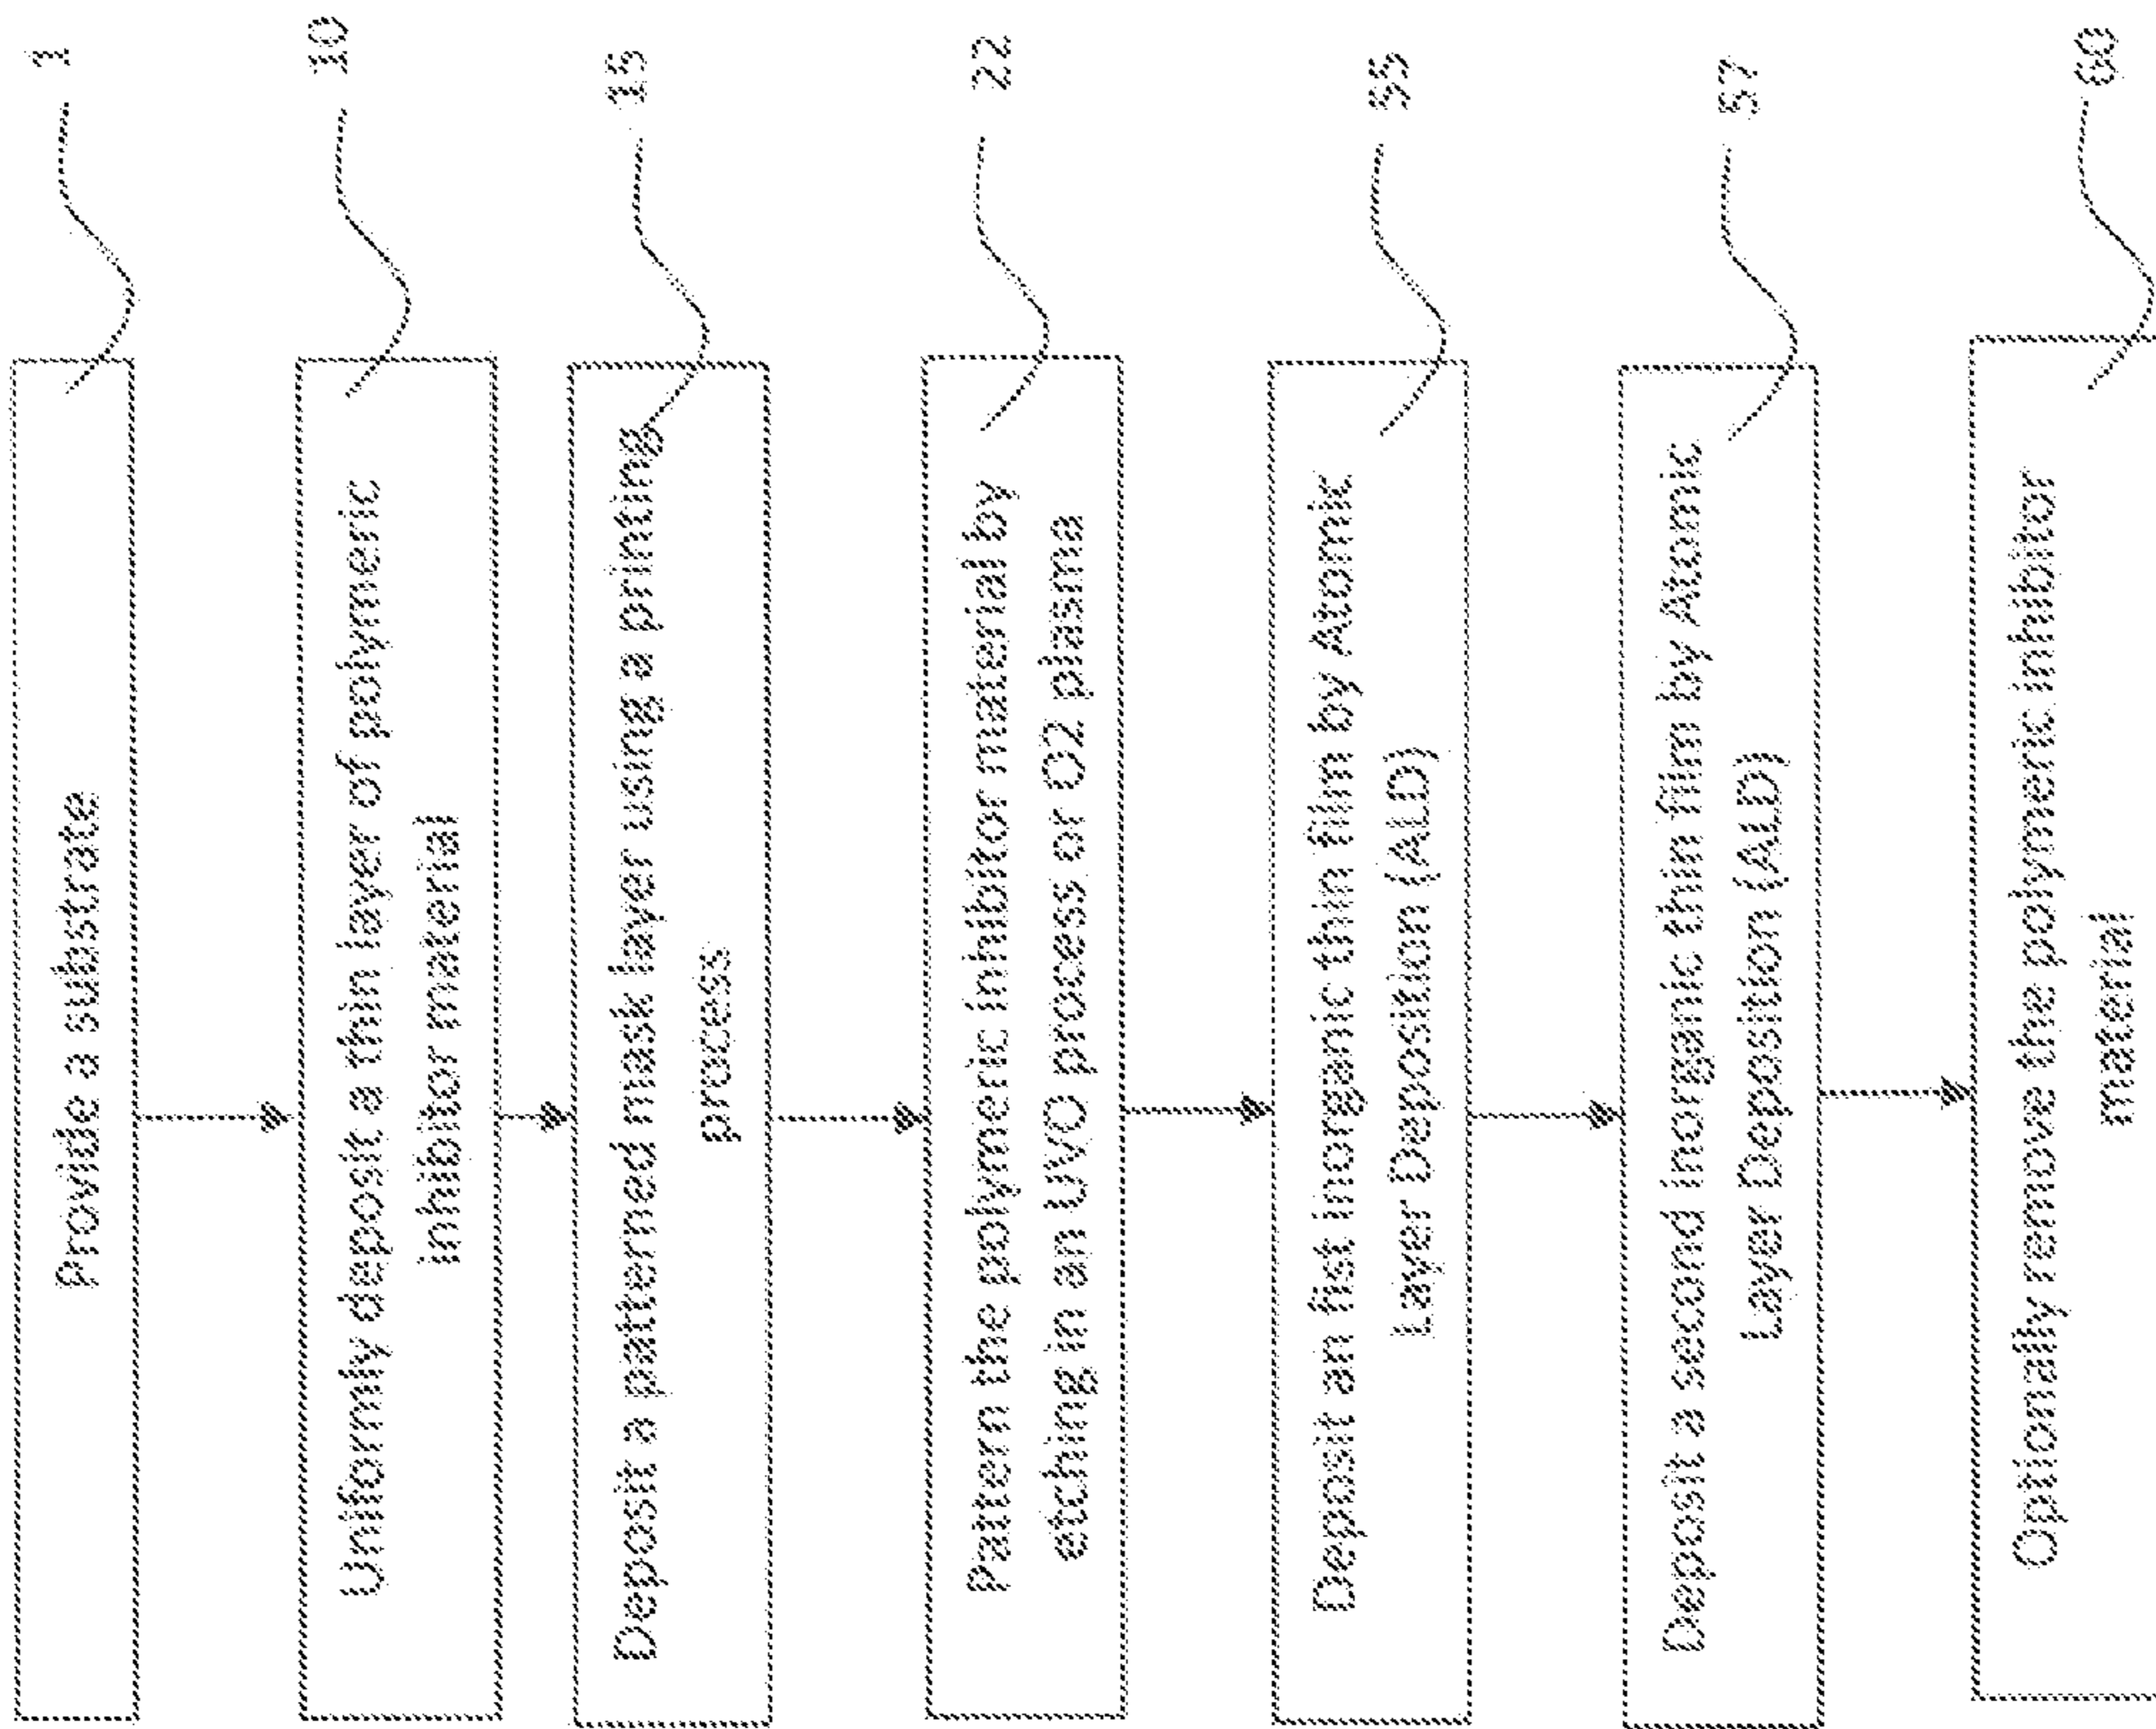 Provide a substrate
1
Uniformly deposit a thin layer of polymeric
inhibitor material
10
Deposit a patterned mask layer using a printing
process
15
Pattern the polymeric inhibitor material by
etching in an UVO process or O2 plasma
22
Deposit an fist inorganic thin film by Atomic
Layer Deposition (ALD)
55
Deposit a second inorganic thin film by Atomic
Layer Deposition (ALD)
57
Optionally remove the polymeric inhibitor
material
60